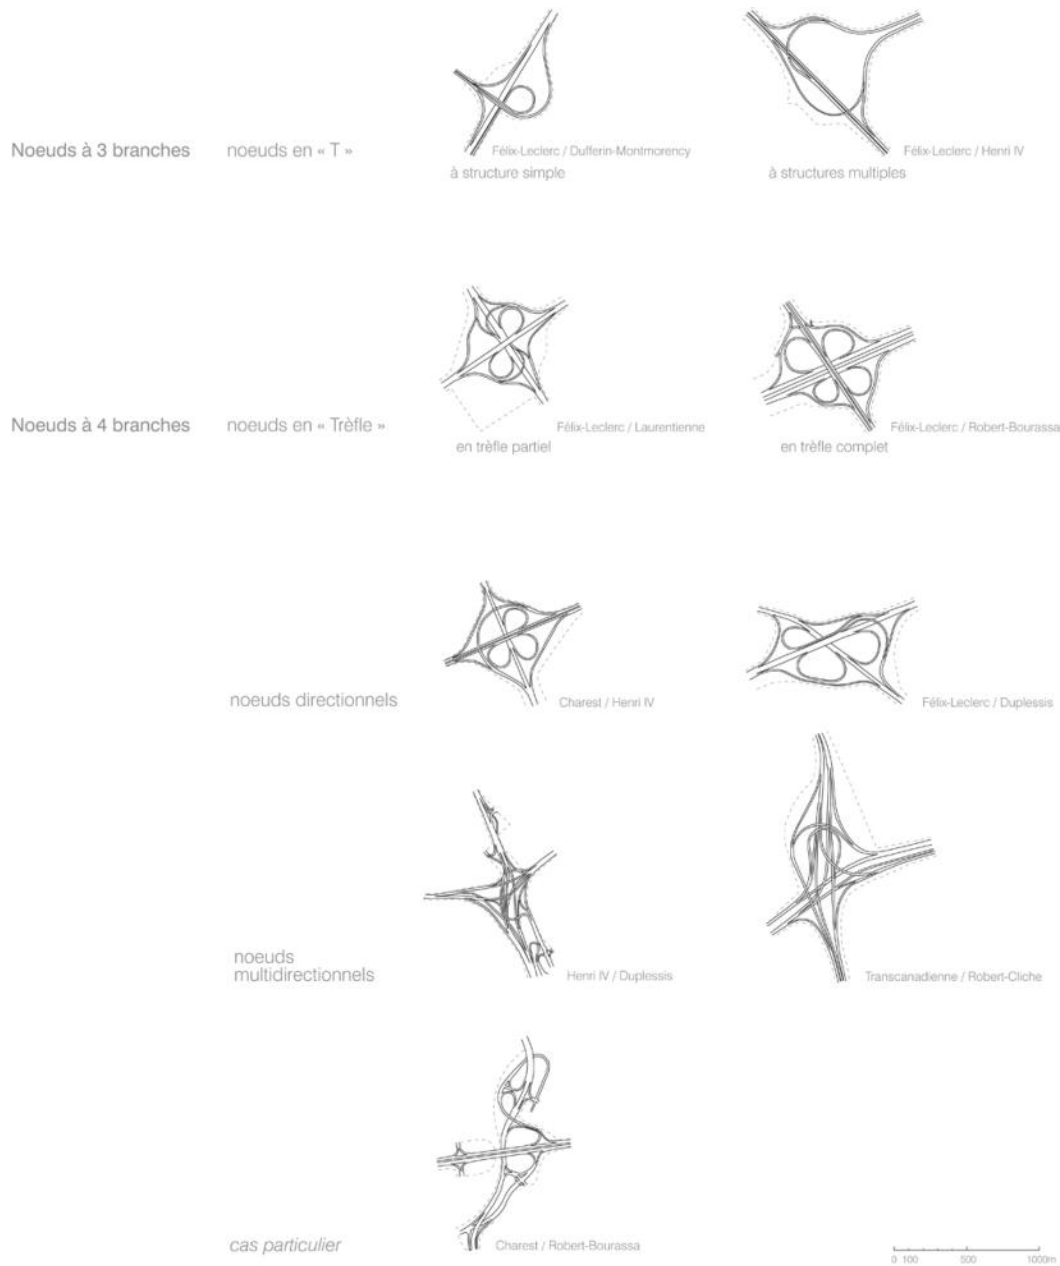 Noeuds à 3 branches
noeuds en « T »
Félix-Leclerc / Dufferin-Montmorency
à structure simple
Félix-Leclerc / Henri IV
à structures multiples
Noeuds à 4 branches
noeuds en « Trèfle »
Félix-Leclerc / Laurentienne
en trèfle partiel
Félix-Leclerc / Robert-Bourassa
en trèfle complet
noeuds directionnels
Charest / Henri IV
Félix-Leclerc / Duplessis
noeuds
multidirectionnels
Henri IV / Duplessis
Transcanadienne / Robert-Cliche
cas particulier
Charest / Robert-Bourassa
0 100 500 1000m